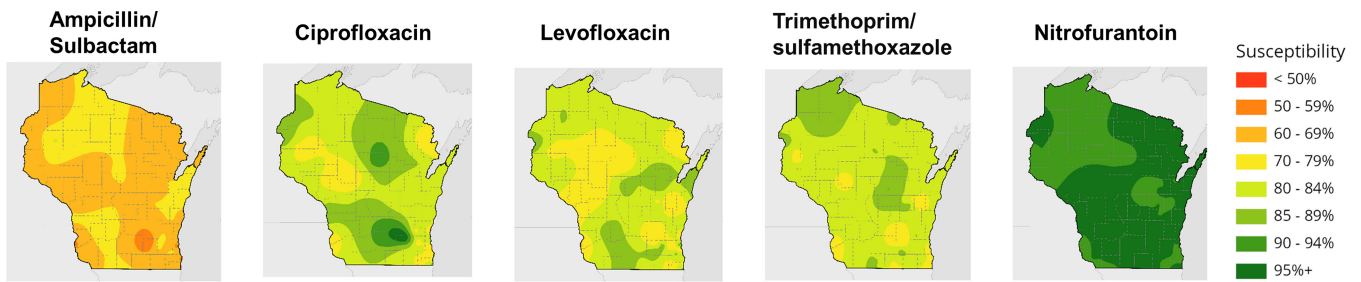 Ampicillin/
Sulbactam
Ciprofloxacin
Levofloxacin
Trimethoprim/
sulfamethoxazole
Nitrofurantoin
Susceptibility
< 50%
50 - 59%
60 - 69%
70 - 79%
80 - 84%
85 - 89%
90 - 94%
95%+